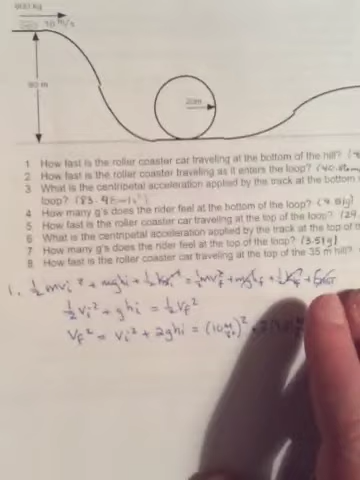 600 kg
10 m/s
80 m
20m
1 How fast is the roller coaster car traveling at the bottom of the hill?
2 How fast is the roller coaster traveling as it enters the loop?
3 What is the centripetal acceleration applied by the track at the bottom
loop?
4 How many g's does the rider feel at the bottom of the loop?
5 How fast is the roller coaster car traveling at the top of the loop? (29
6 What is the centripetal acceleration applied by the track at the top of
7 How many g's does the rider feel at the top of the loop? (3.51g)
8 How fast is the roller coaster car traveling at the top of the 35 m hill?
1. ½mvi² + mghi + ½kxi² = ½mvf² + mghf + ½kxf²
½vi² + ghi = ½vf²
Vf² = Vi² + 2ghi = (10 m/s)² +